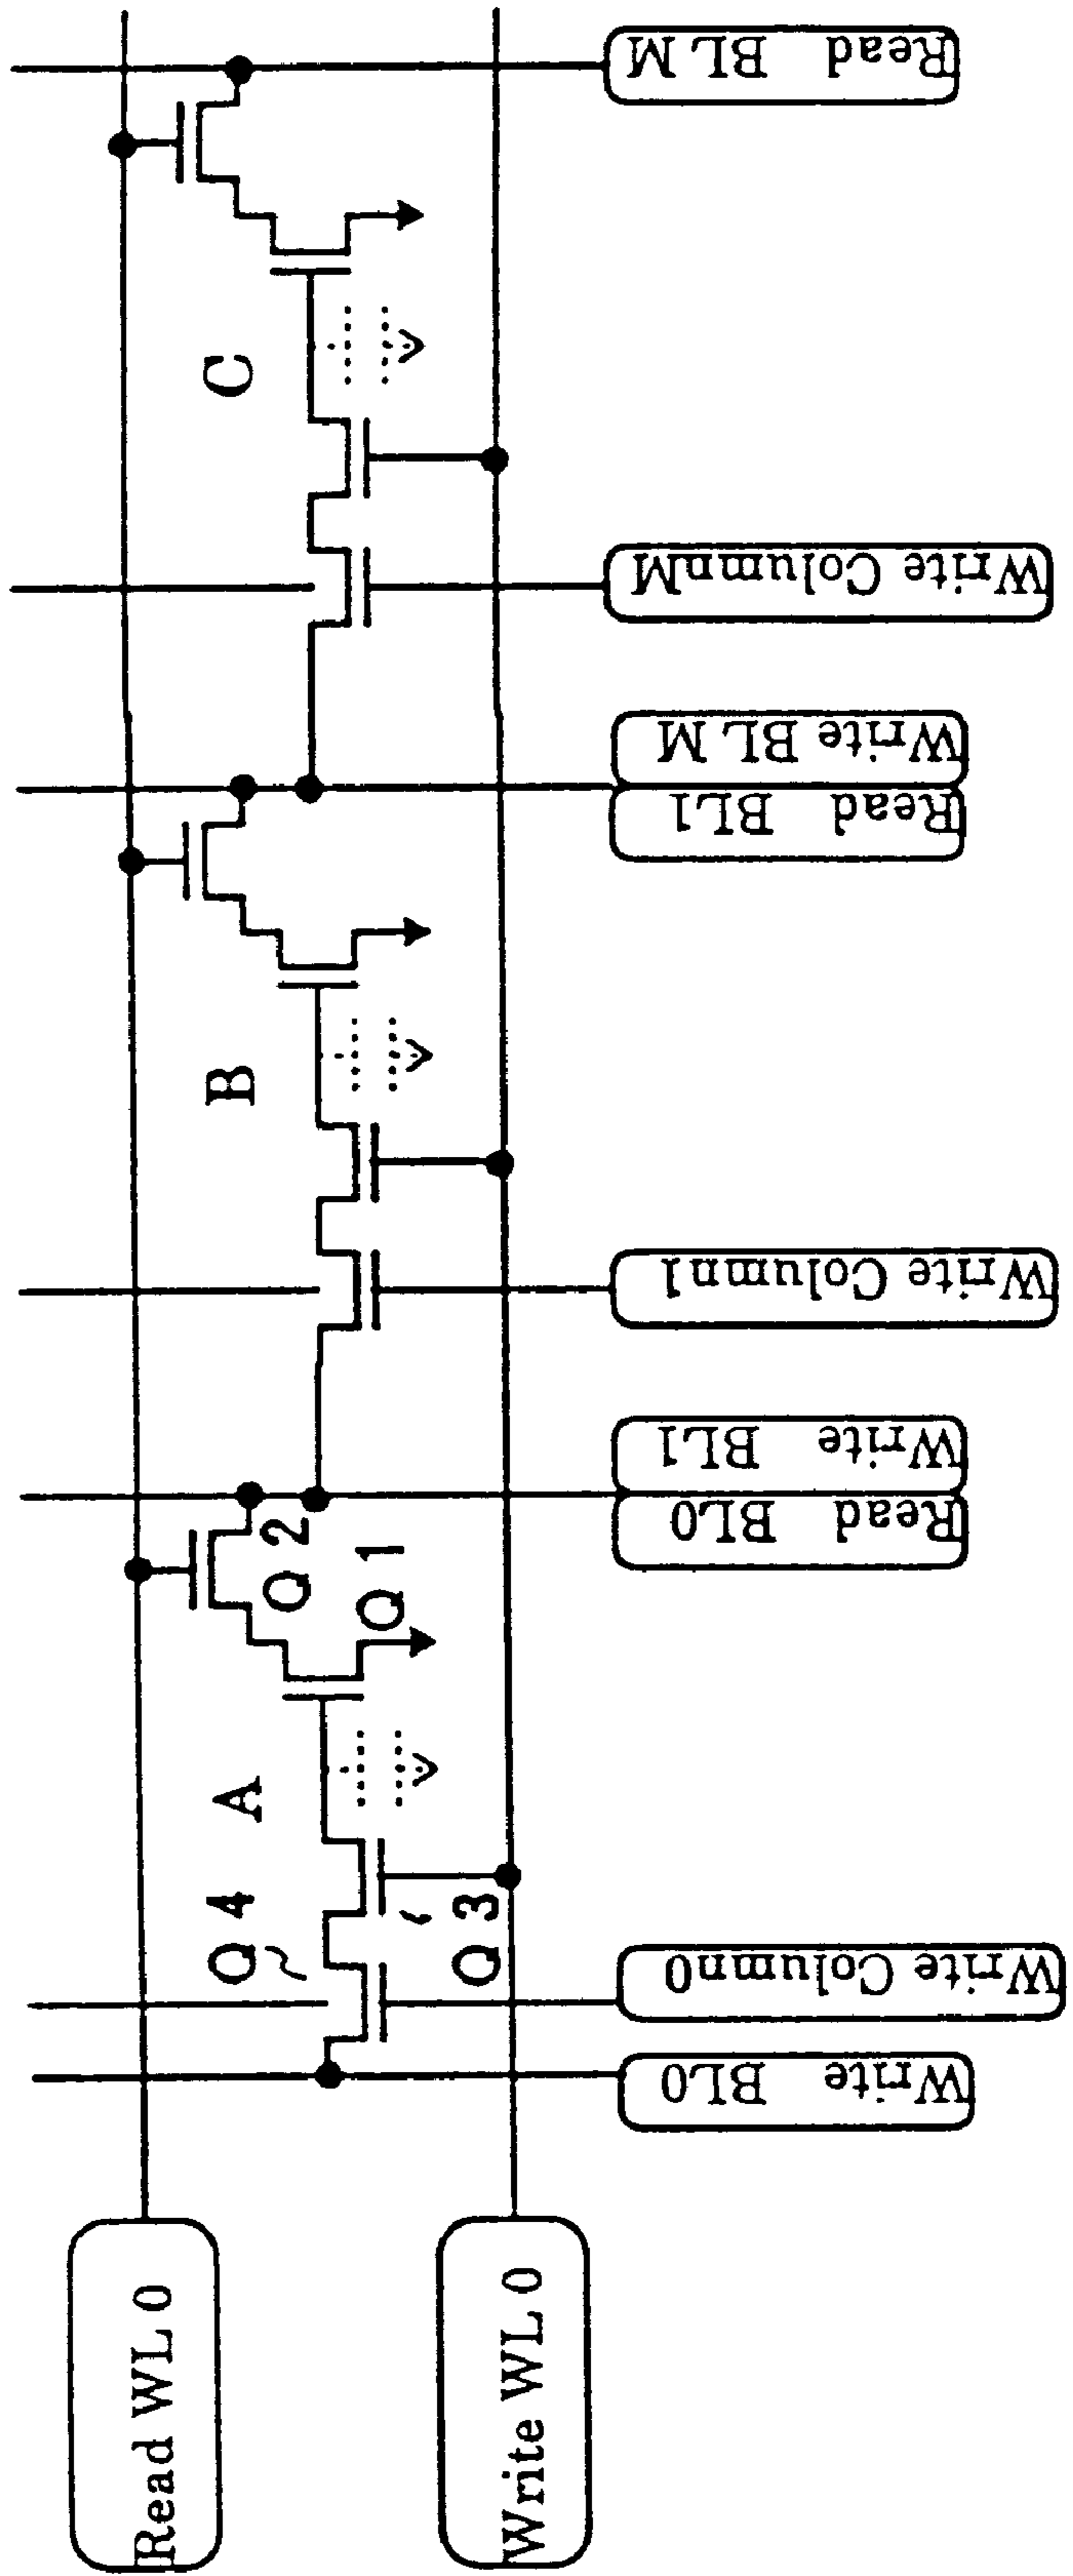 Read WL 0
Write WL 0
Q 4
A
Q 3
Q 2
Q 1
B
C
Write BL0
Write Column0
Read BL0
Write BL1
Write Column1
Read BL1
Write BL M
Write ColumnM
Read BL M